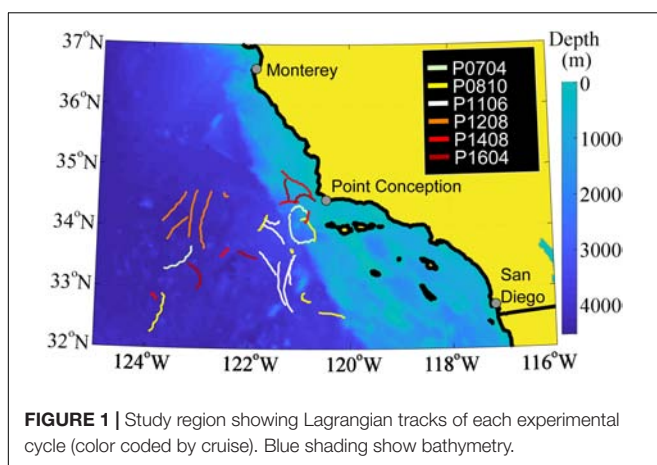 37°N
36°N
35°N
34°N
33°N
32°N
124°W
122°W
120°W
118°W
116°W
Monterey
Point Conception
San
Diego
P0704
P0810
P1106
P1208
P1408
P1604
Depth
(m)
0
1000
2000
3000
4000
FIGURE 1 | Study region showing Lagrangian tracks of each experimental
cycle (color coded by cruise). Blue shading show bathymetry.